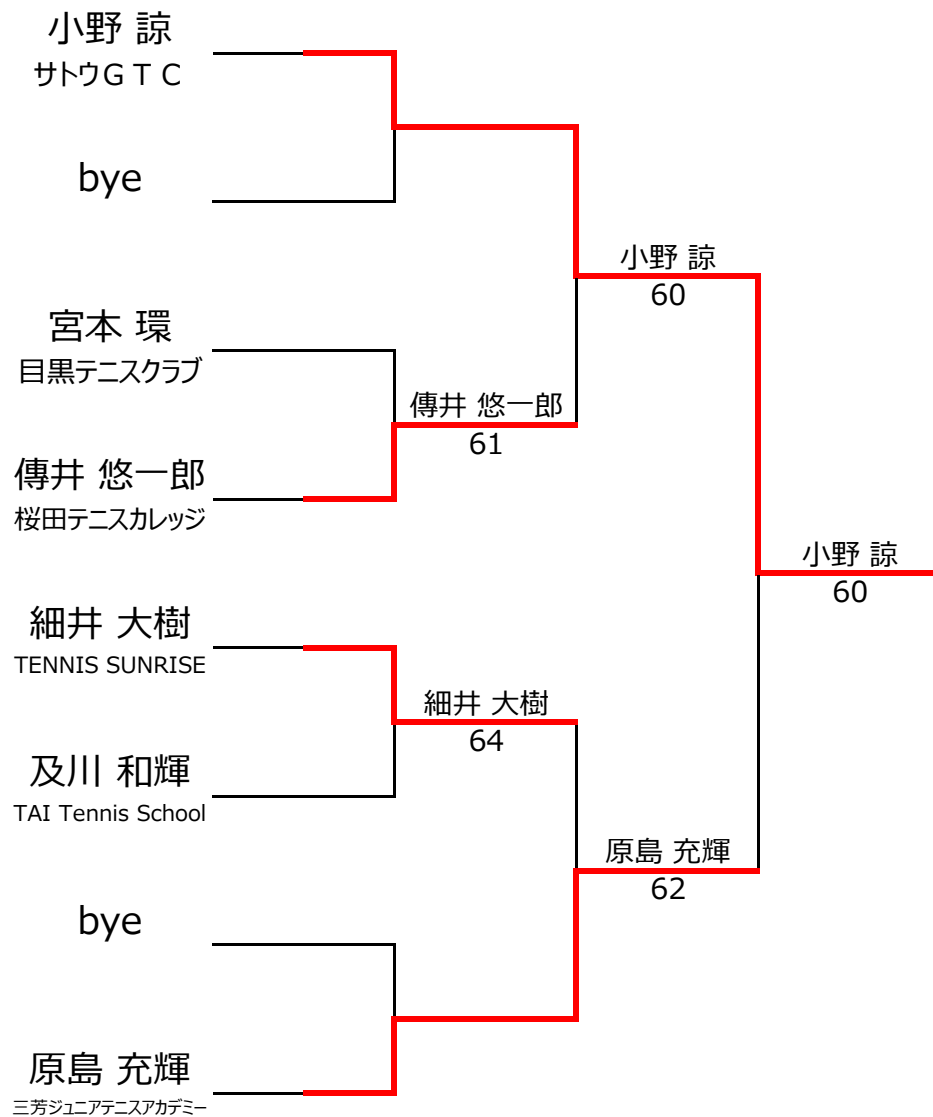 小野 諒
サトウＧＴＣ
bye
宮本 環
目黒テニスクラブ
傳井 悠一郎
桜田テニスカレッジ
細井 大樹
TENNIS SUNRISE
及川 和輝
TAI Tennis School
bye
原島 充輝
三芳ジュニアテニスアカデミー
傳井 悠一郎
61
細井 大樹
64
小野 諒
60
原島 充輝
62
小野 諒
60